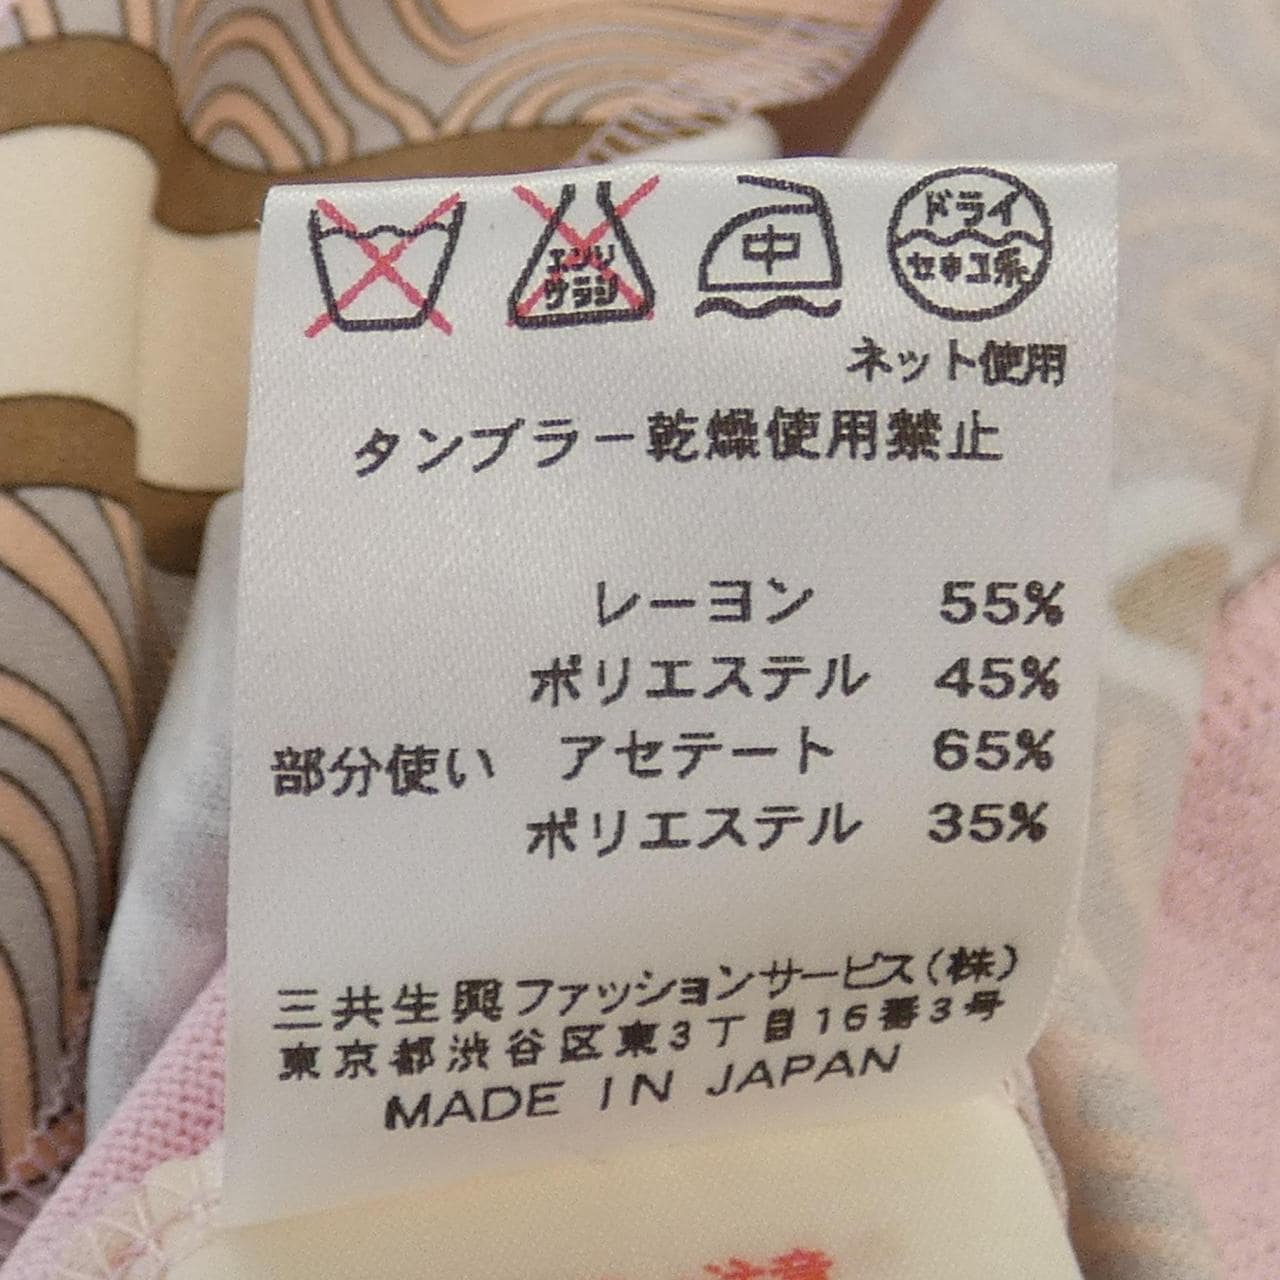 エンソ
サラシ
中
ドライ
セキユ系
ネット使用
タンブラー乾燥使用禁止
レーヨン 55%
ポリエステル 45%
部分使い アセテート 65%
ポリエステル 35%
三共生興ファッションサービス(株)
東京都渋谷区東3丁目16番3号
MADE IN JAPAN
注意